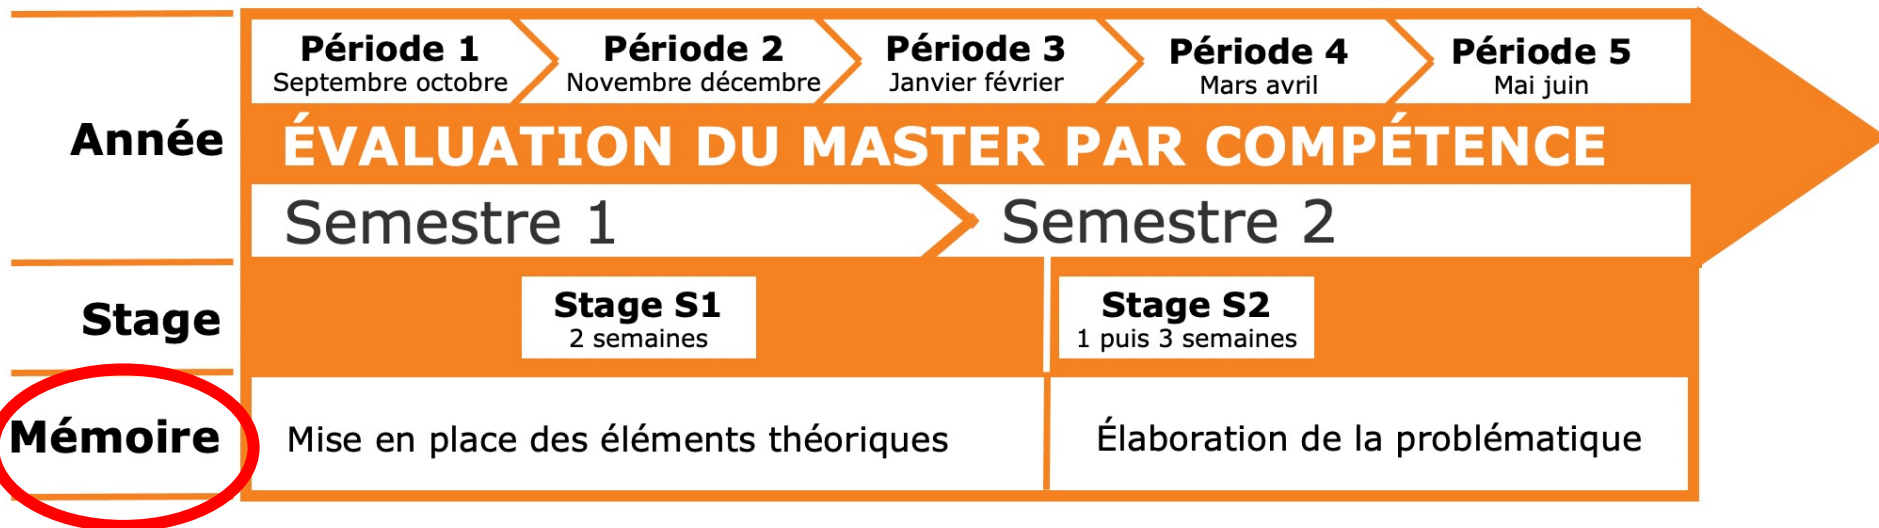 Période 1
Septembre octobre
Période 2
Novembre décembre
Période 3
Janvier février
Période 4
Mars avril
Période 5
Mai juin
Année
ÉVALUATION DU MASTER PAR COMPÉTENCE
Semestre 1
Semestre 2
Stage
Stage S1
2 semaines
Stage S2
1 puis 3 semaines
Mémoire
Mise en place des éléments théoriques
Élaboration de la problématique